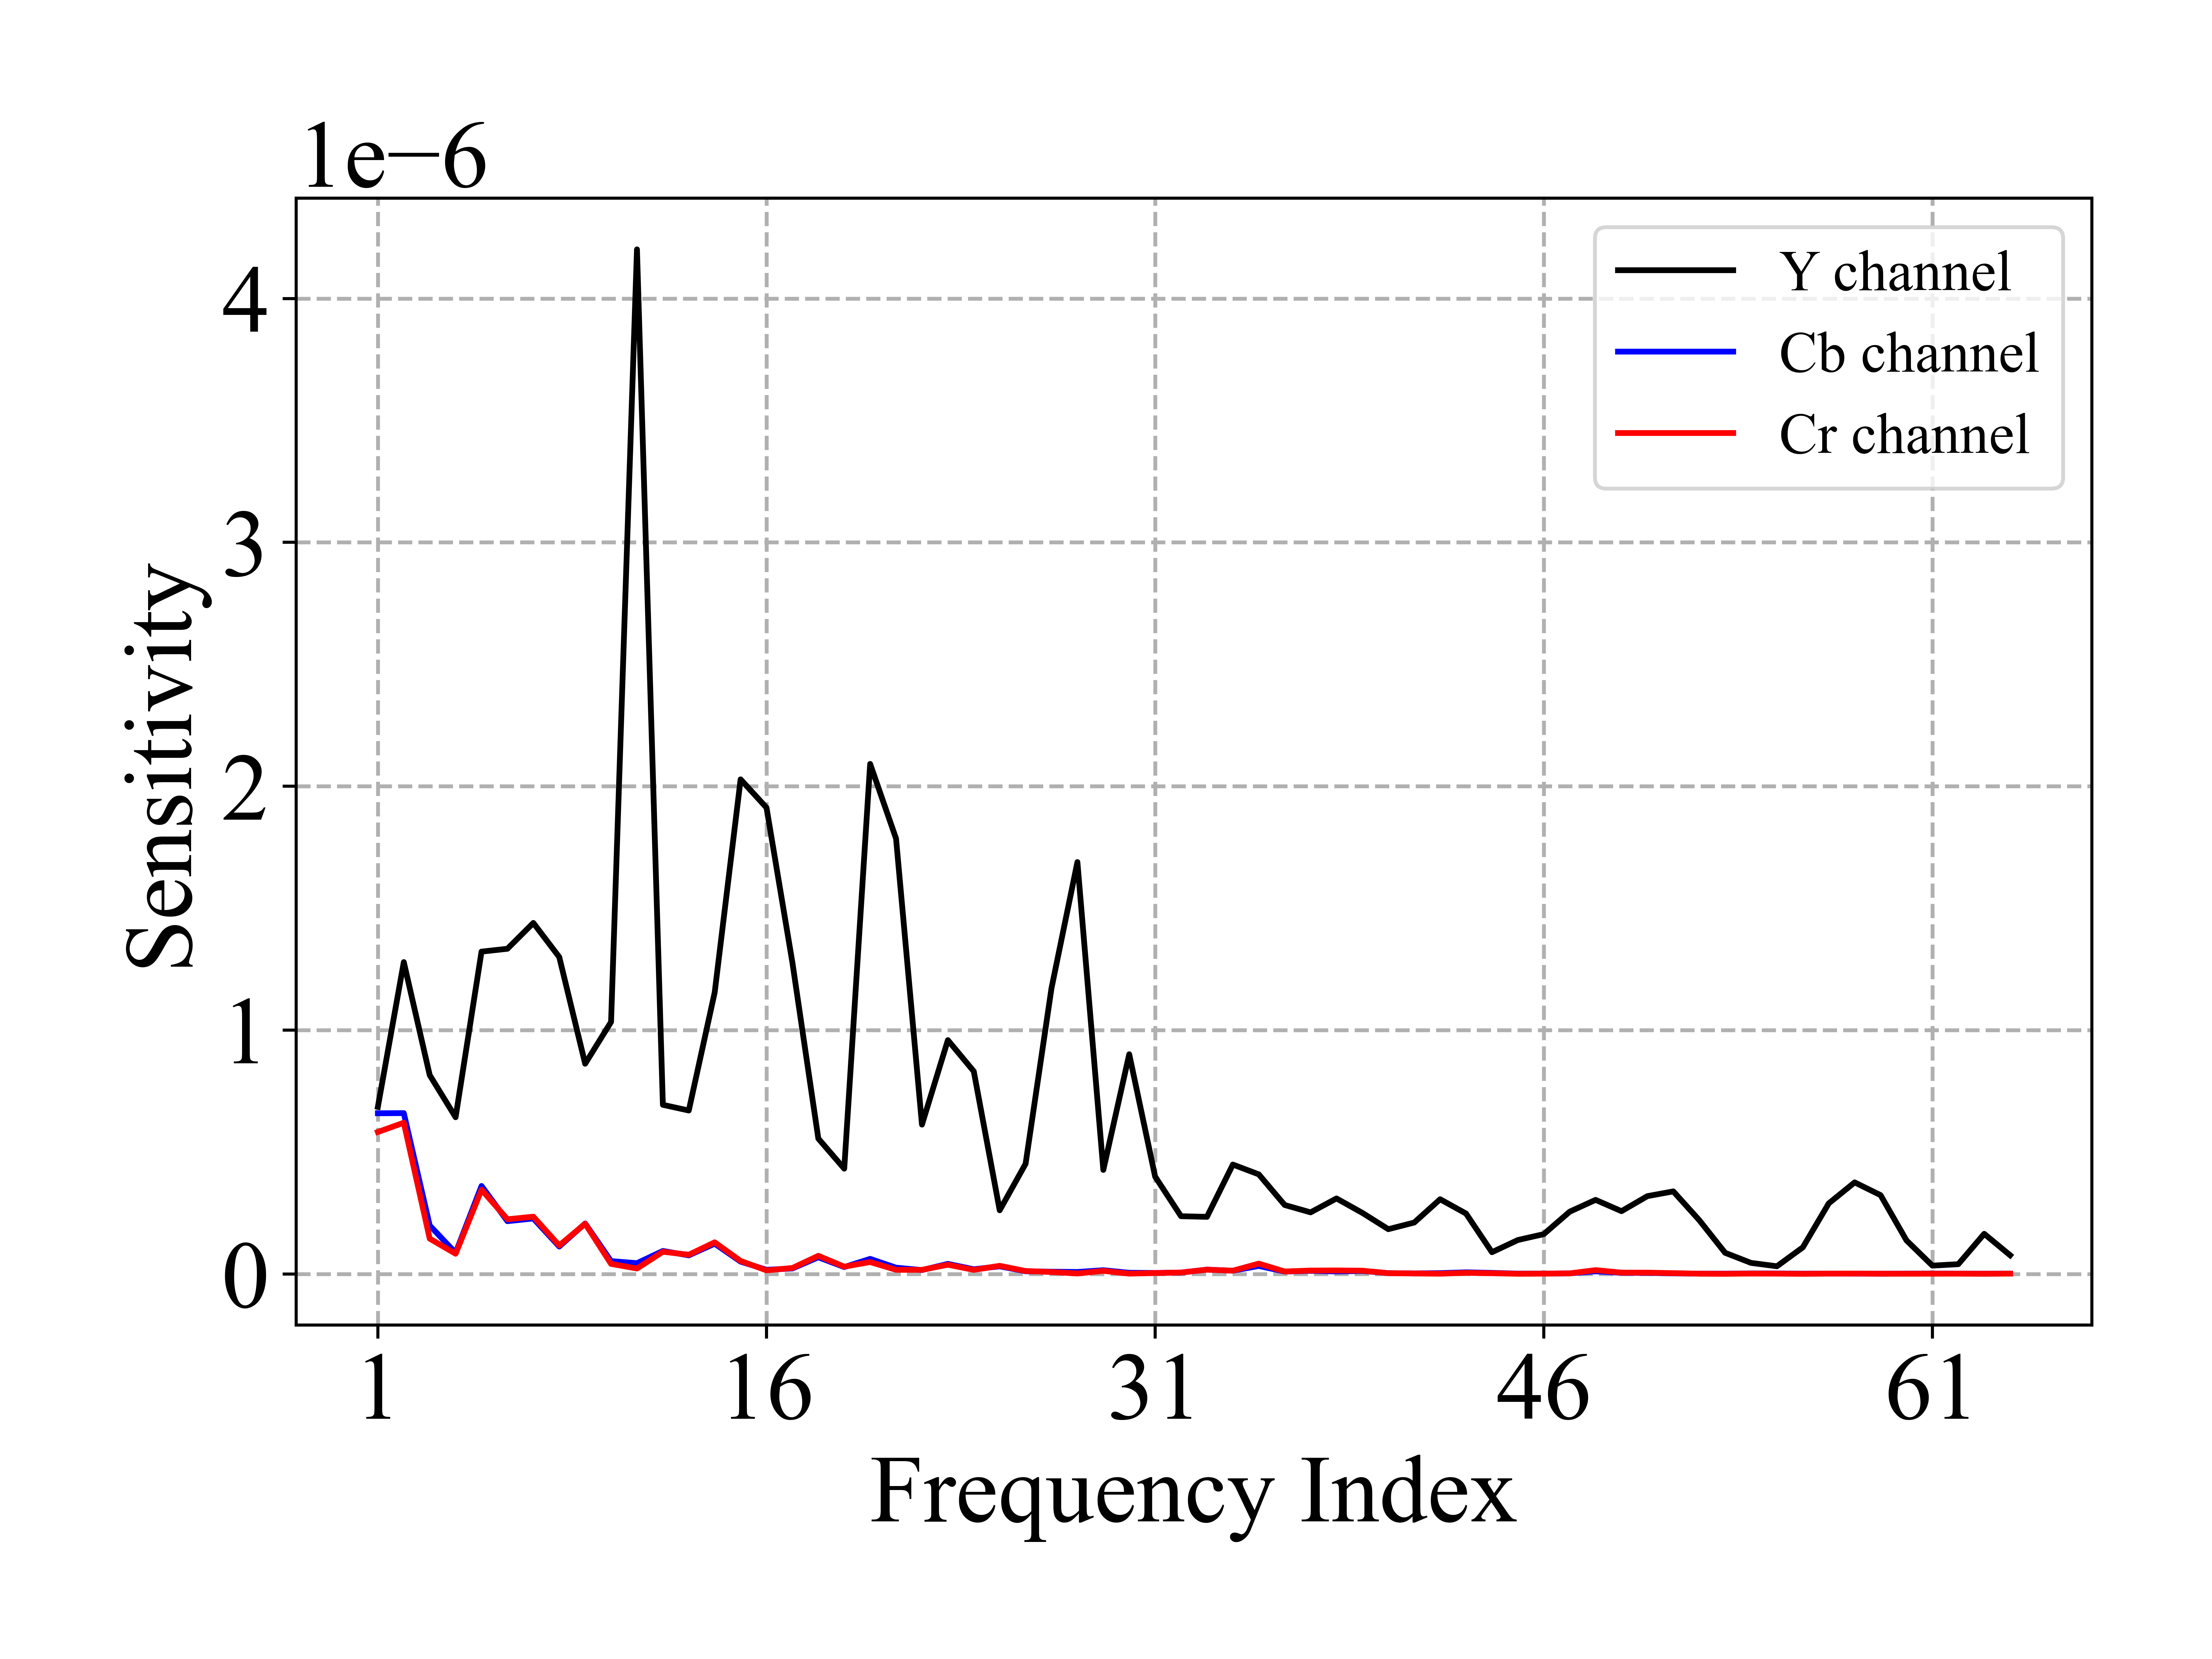 1e−6
4
3
2
1
0
Sensitivity
Y channel
Cb channel
Cr channel
1 16 31 46 61
Frequency Index